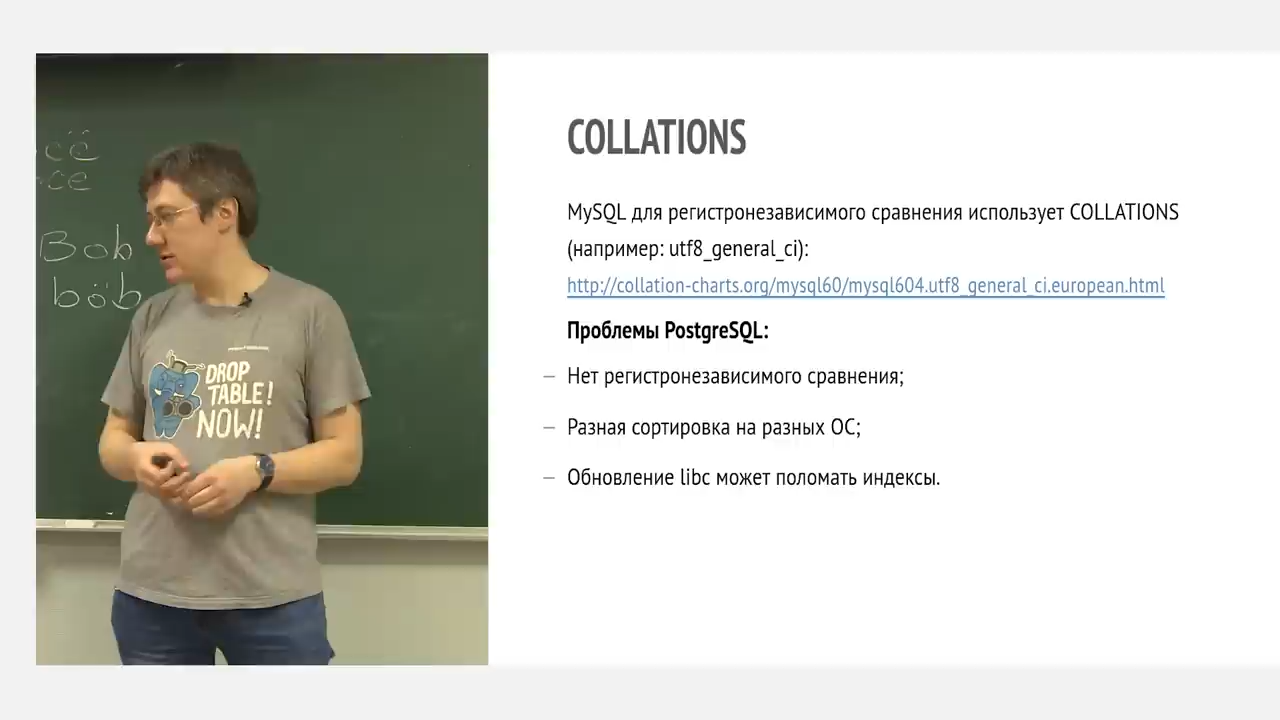 Bob
böb
DROP
TABLE!
NOW!
COLLATIONS
MySQL для регистронезависимого сравнения использует COLLATIONS
(например: utf8_general_ci):
http://collation-charts.org/mysql60/mysql604.utf8_general_ci.european.html
Проблемы PostgreSQL:
– Нет регистронезависимого сравнения;
– Разная сортировка на разных ОС;
– Обновление libc может поломать индексы.